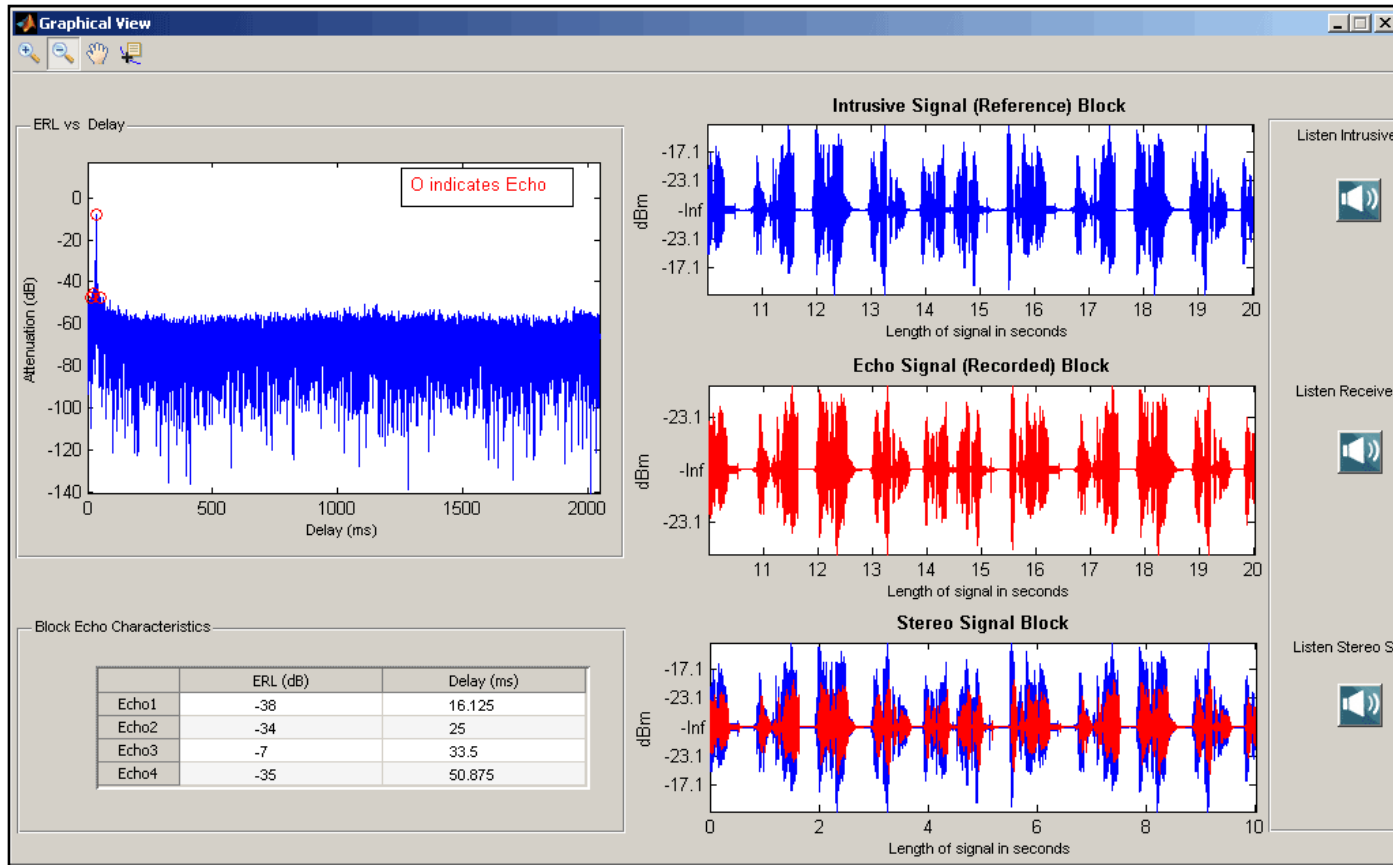 Graphical View
ERL vs Delay
O indicates Echo
0
-20
-40
-60
-80
-100
-120
-140
Attenuation (dB)
0 500 1000 1500 2000
Delay (ms)
Block Echo Characteristics
ERL (dB) Delay (ms)
Echo1 -38 16.125
Echo2 -34 25
Echo3 -7 33.5
Echo4 -35 50.875
Intrusive Signal (Reference) Block
-17.1
-23.1
-Inf
-23.1
-17.1
dBm
11 12 13 14 15 16 17 18 19 20
Length of signal in seconds
Echo Signal (Recorded) Block
-23.1
-Inf
-23.1
dBm
11 12 13 14 15 16 17 18 19 20
Length of signal in seconds
Stereo Signal Block
-17.1
-23.1
-Inf
-23.1
-17.1
dBm
0 2 4 6 8 10
Length of signal in seconds
Listen Intrusive
Listen Receive
Listen Stereo S